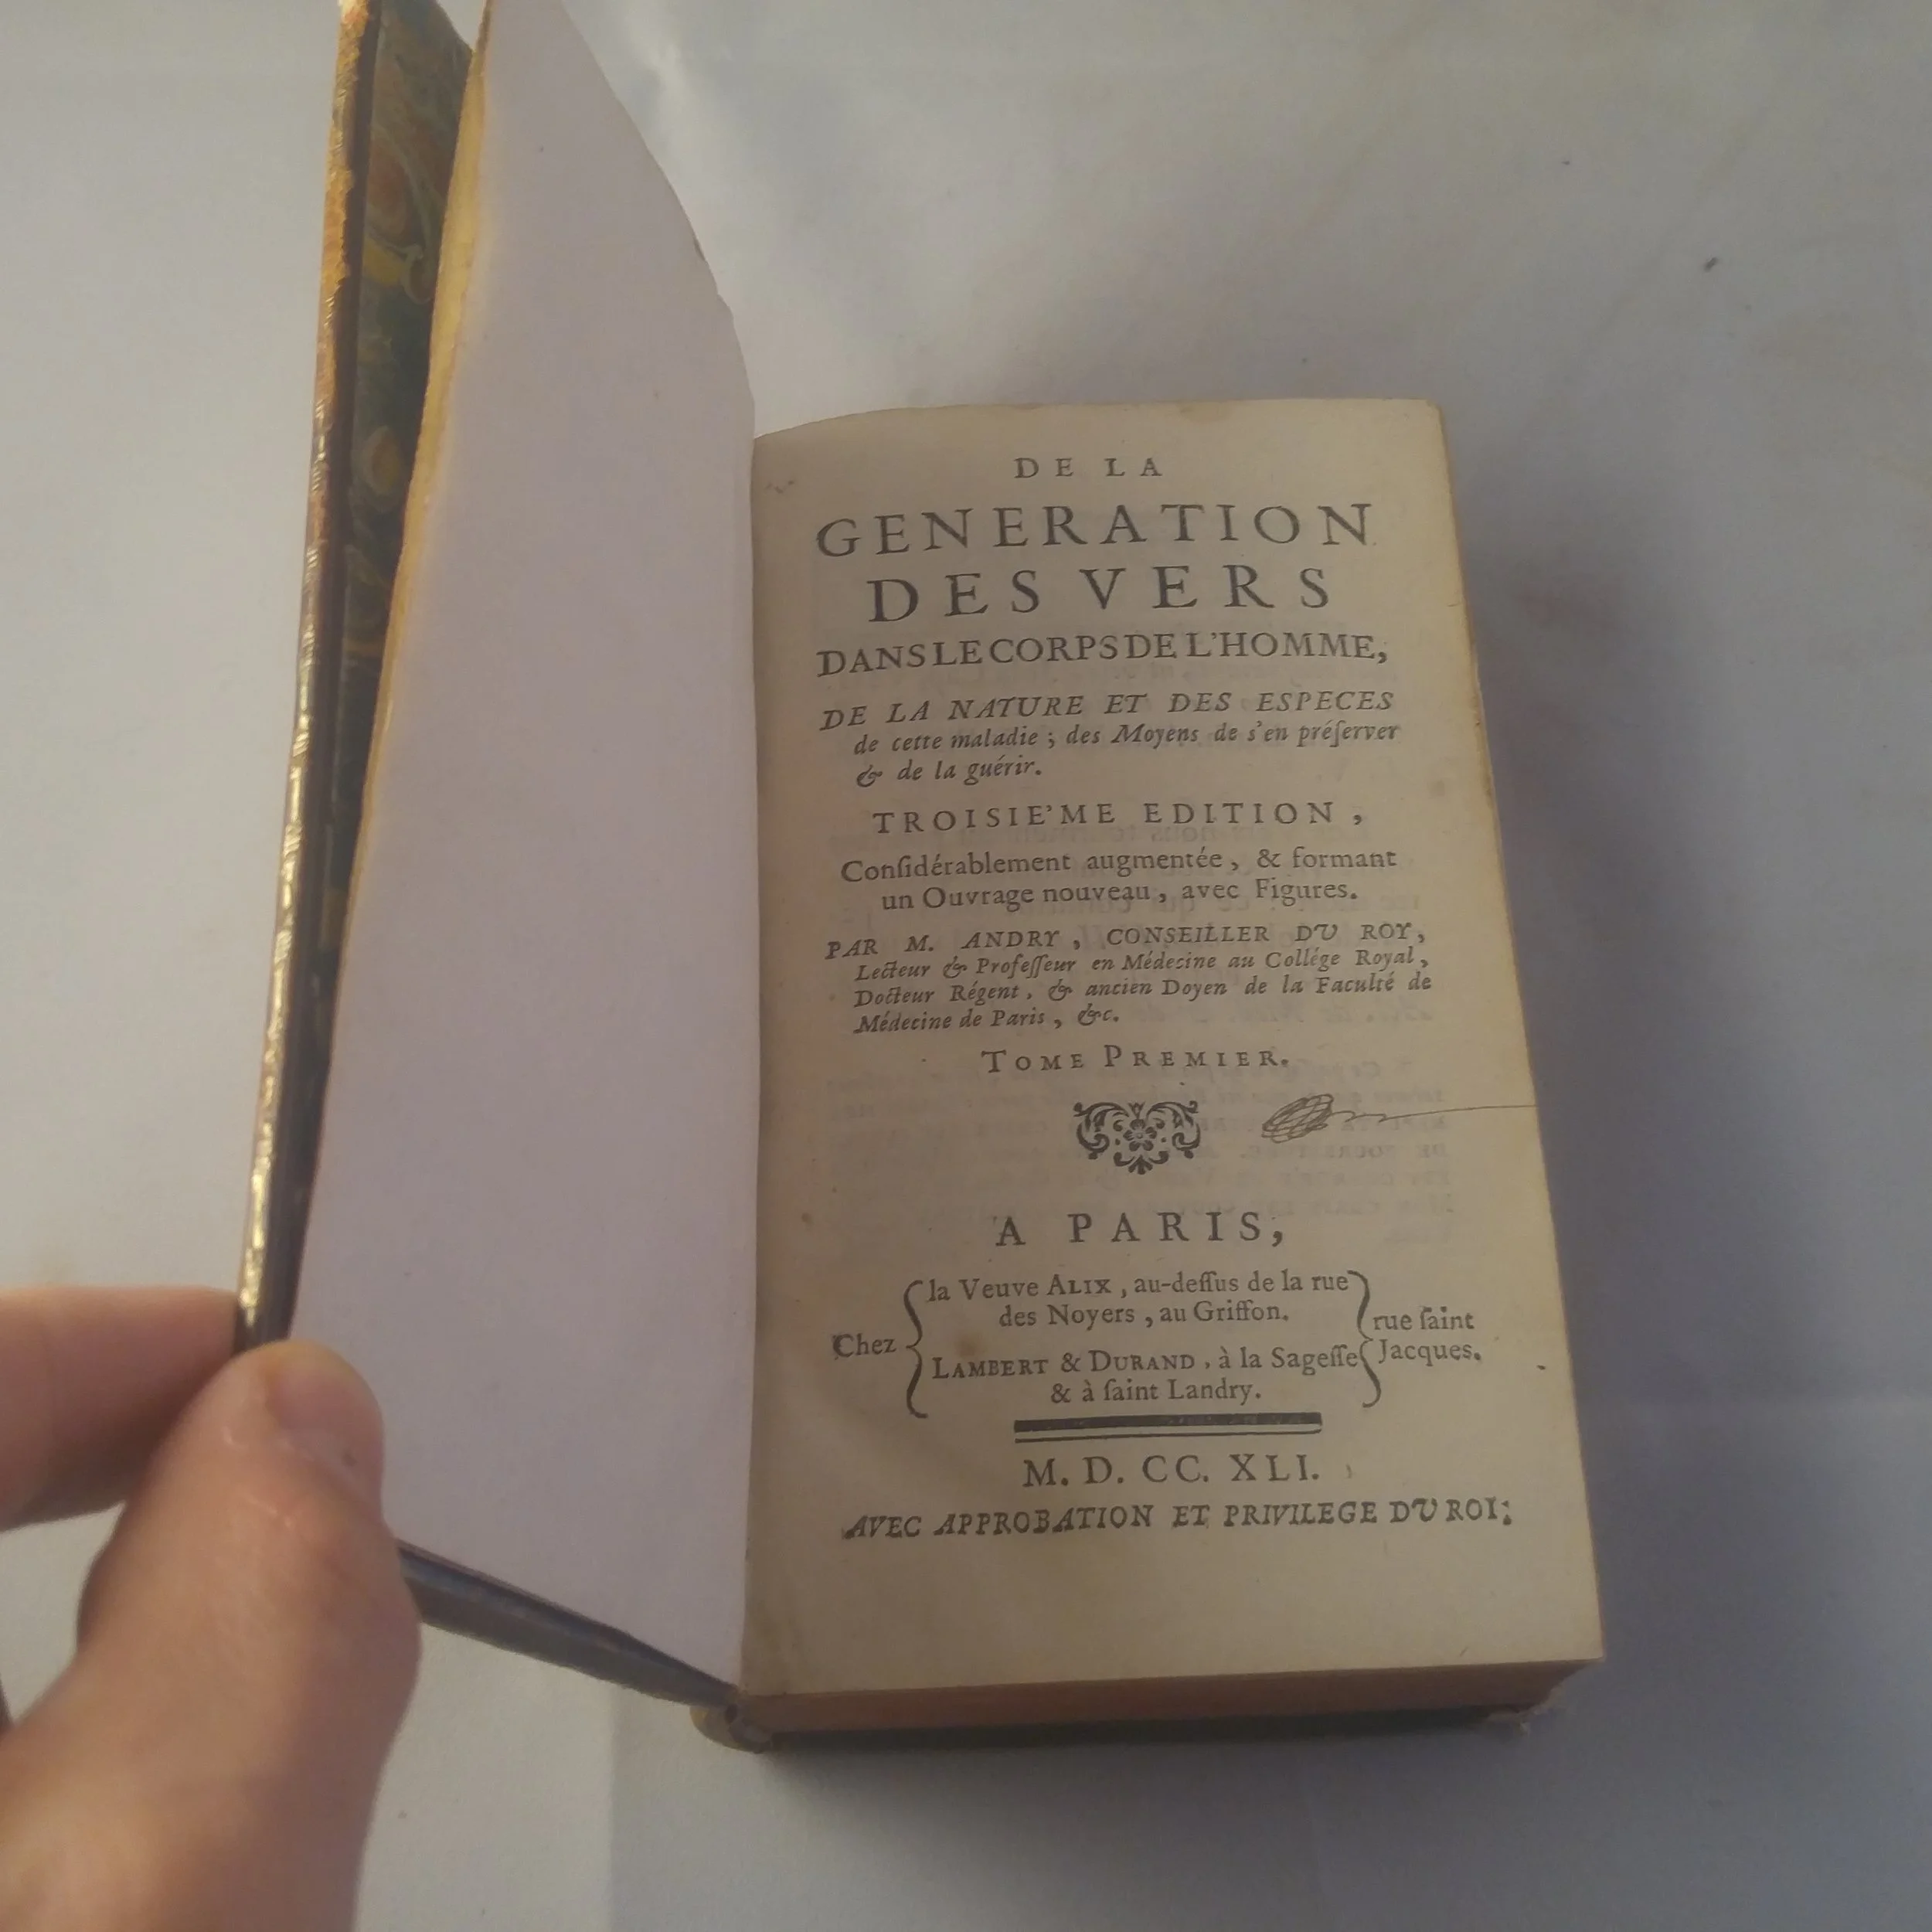 DE LA
GENERATION
DES VERS
DANS LE CORPS DE L'HOMME,
DE LA NATURE ET DES ESPECES
de cette maladie ; des Moyens de s'en préſerver
& de la guérir.
TROISIE'ME EDITION,
Conſidérablement augmentée, & formant
un Ouvrage nouveau, avec Figures.
PAR M. ANDRY, CONSEILLER DU ROY,
Lecteur & Profeſſeur en Médecine au Collége Royal,
Docteur Régent, & ancien Doyen de la Faculté de
Médecine de Paris, &c.
TOME PREMIER.
A PARIS,
Chez
la Veuve ALIX, au-deſſus de la rue
des Noyers, au Griffon.
LAMBERT & DURAND, à la Sageſſe
& à ſaint Landry.
rue ſaint
Jacques.
M. D. CC. XLI.
AVEC APPROBATION ET PRIVILEGE DU ROI;